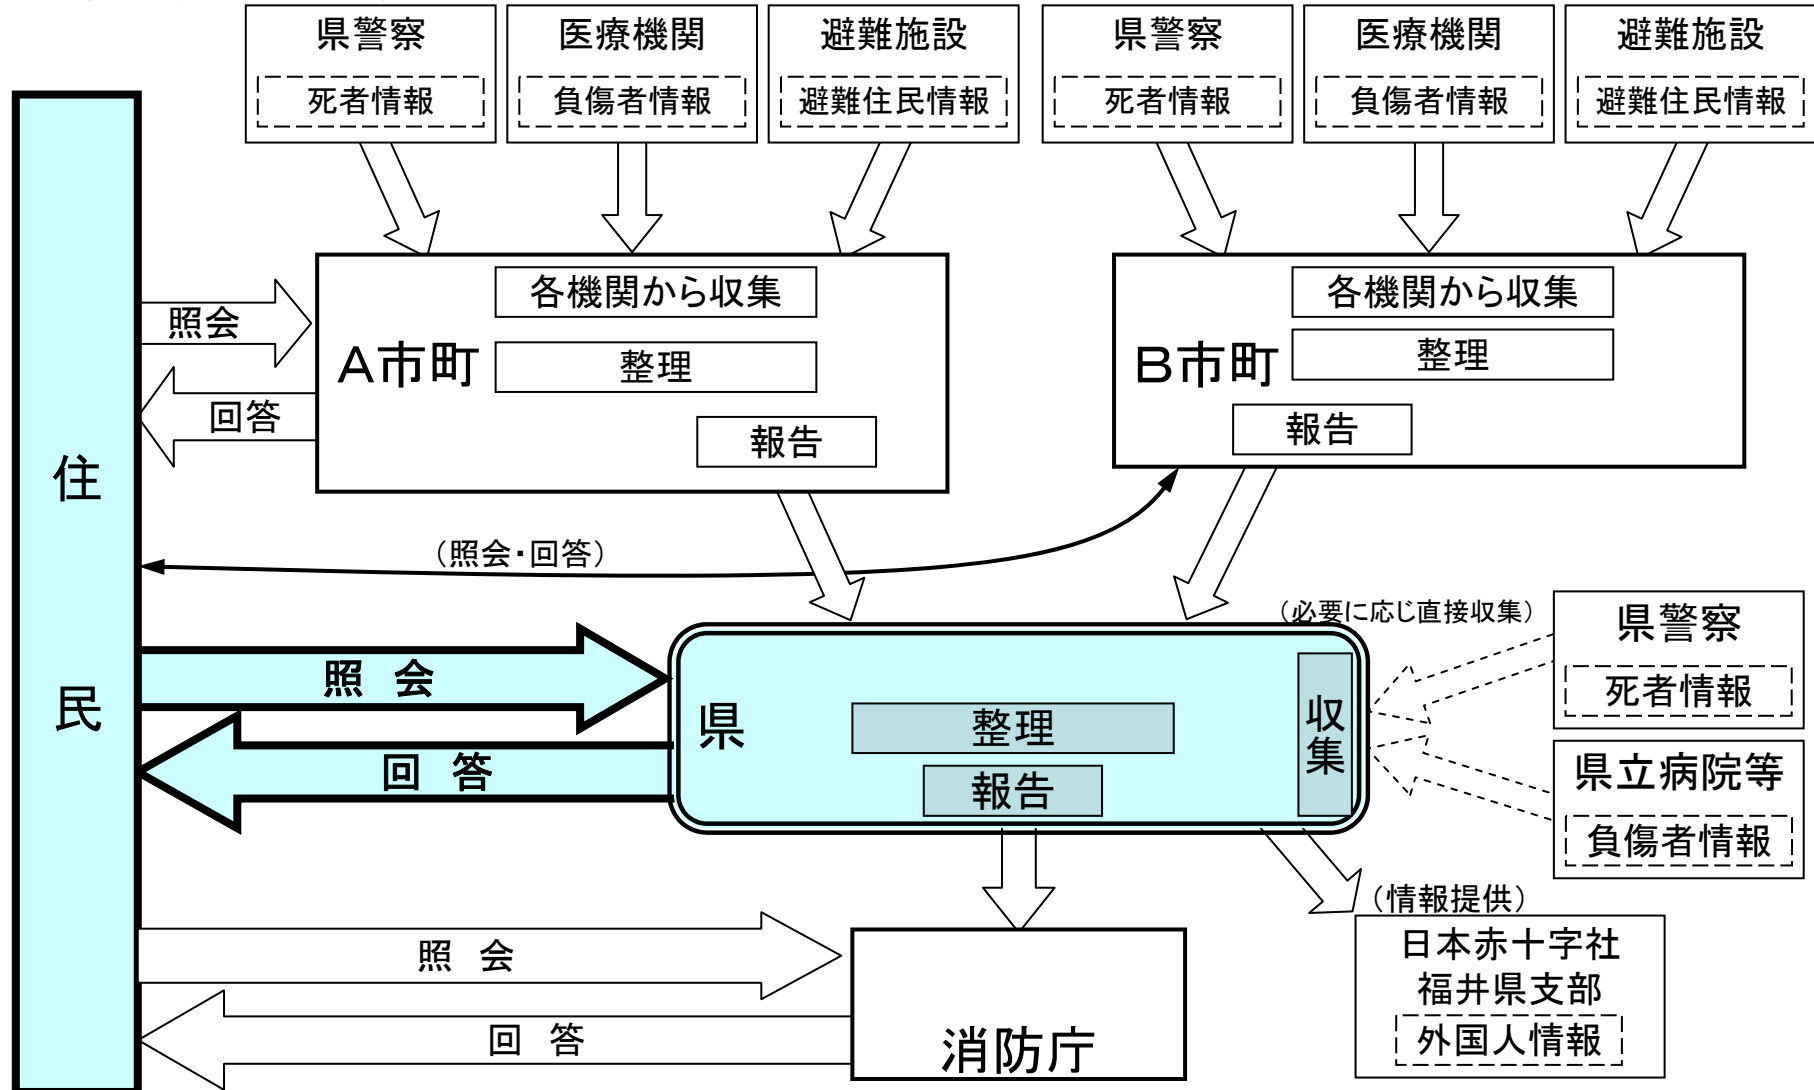 県警察
死者情報
医療機関
負傷者情報
避難施設
避難住民情報
県警察
死者情報
医療機関
負傷者情報
避難施設
避難住民情報
住民
照会
回答
A市町
各機関から収集
整理
報告
B市町
各機関から収集
整理
報告
(照会・回答)
(必要に応じ直接収集)
照 会
回 答
県
整理
報告
収集
県警察
死者情報
県立病院等
負傷者情報
(情報提供)
日本赤十字社
福井県支部
外国人情報
照 会
回 答
消防庁